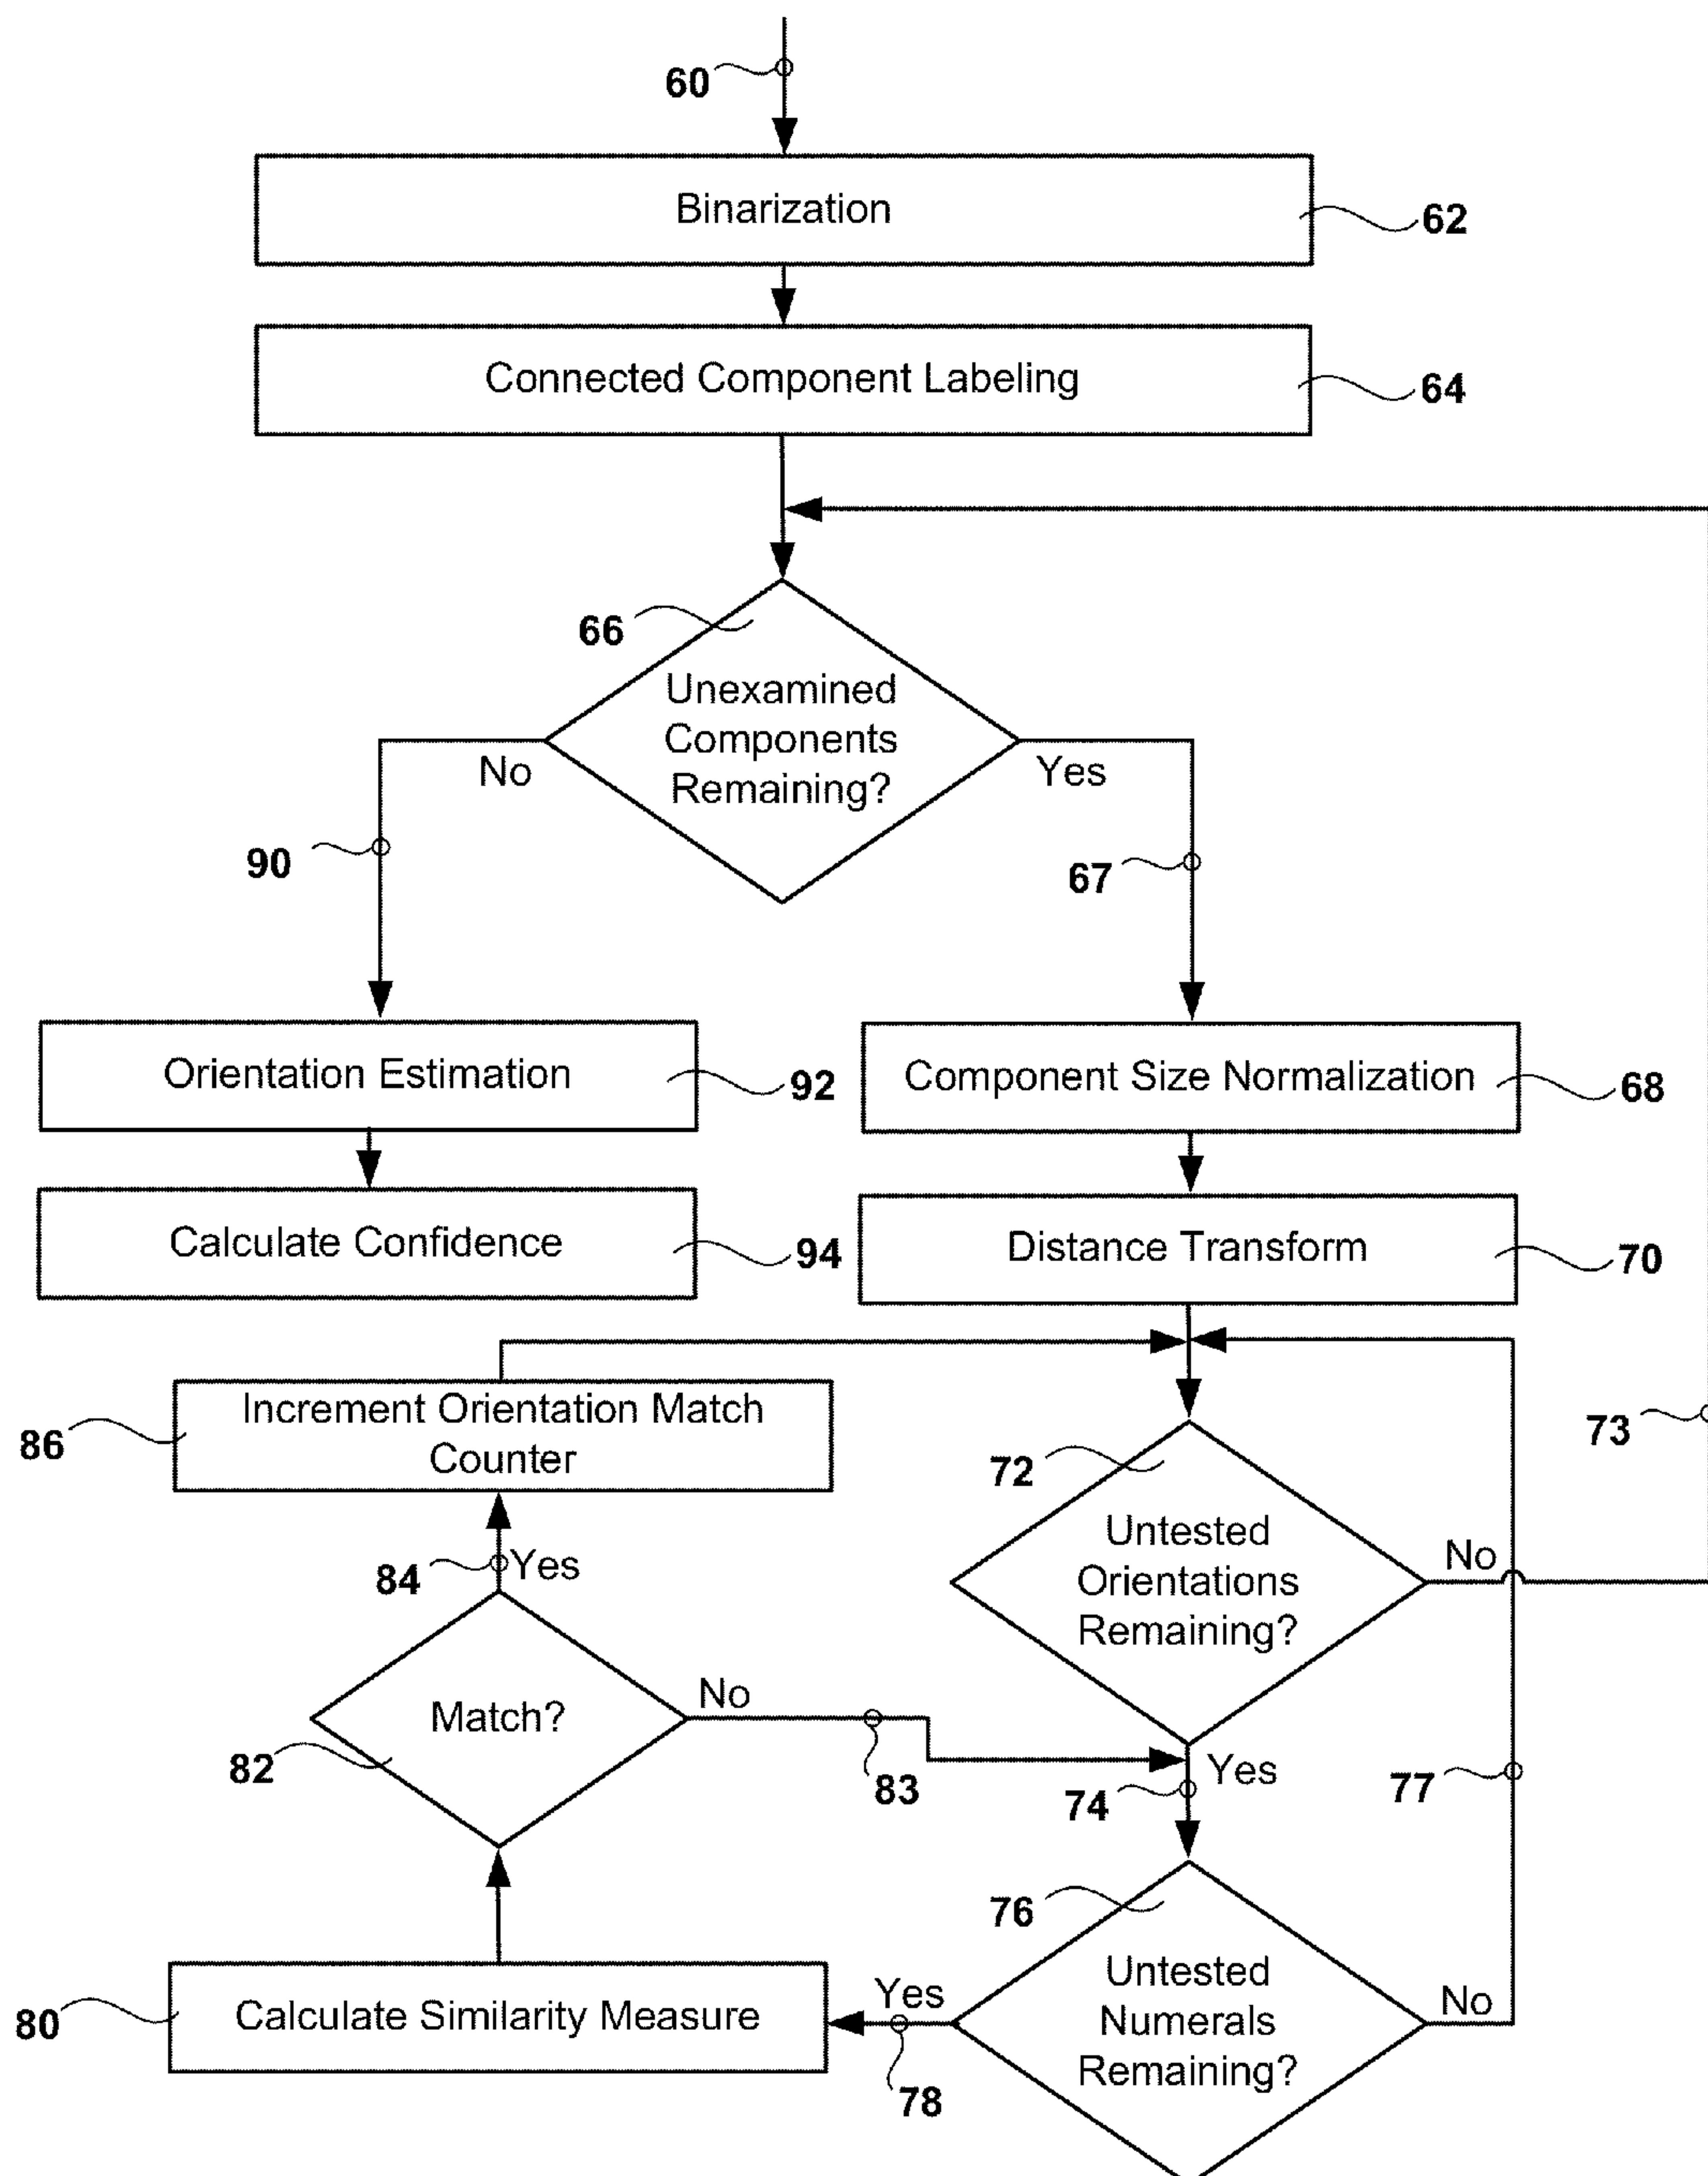 60
Binarization
62
Connected Component Labeling
64
66
Unexamined
Components
Remaining?
No
Yes
90
67
Orientation Estimation
92
Component Size Normalization
68
Calculate Confidence
94
Distance Transform
70
Increment Orientation Match
Counter
86
73
72
Untested
Orientations
Remaining?
No
84
Yes
Match?
No
82
83
Yes
74
77
76
Untested
Numerals
Remaining?
Yes
No
Calculate Similarity Measure
80
78